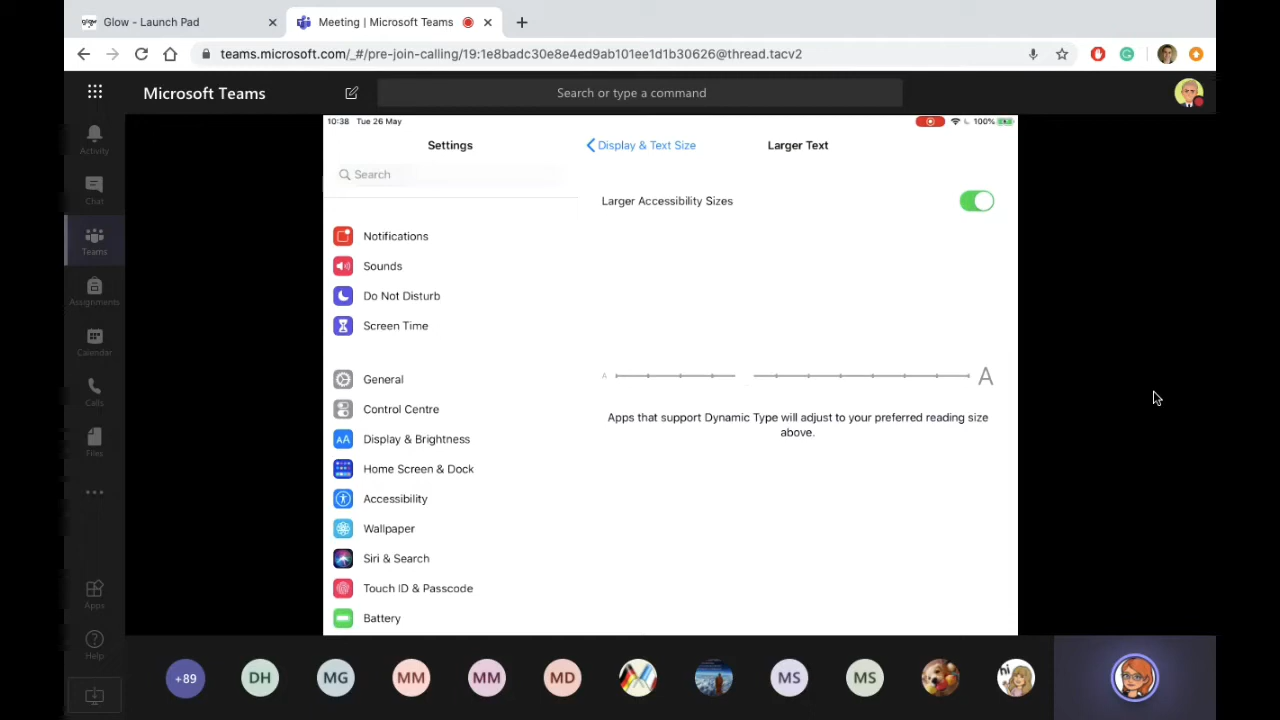 Glow - Launch Pad
Meeting | Microsoft Teams
teams.microsoft.com/_#/pre-join-calling/19:1e8badc30e8e4ed9ab101ee1d1b30626@thread.tacv2
Microsoft Teams
Search or type a command
Activity
Chat
Teams
Assignments
Calendar
Calls
Files
Apps
Help
10:38 Tue 26 May
100%
Settings
Search
Notifications
Sounds
Do Not Disturb
Screen Time
General
Control Centre
AA Display & Brightness
Home Screen & Dock
Accessibility
Wallpaper
Siri & Search
Touch ID & Passcode
Battery
Display & Text Size
Larger Text
Larger Accessibility Sizes
A A
Apps that support Dynamic Type will adjust to your preferred reading size
above.
+89 DH MG MM MM MD MS MS hi